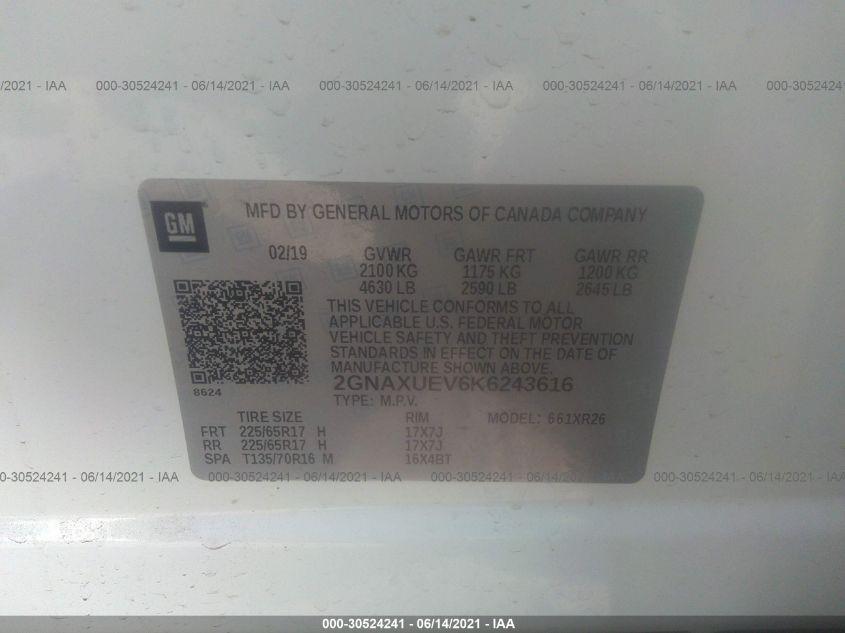 /2021 - IAA 000-30524241 - 06/14/2021 - IAA 000-30524241 - 06/14/2021 - IAA 000-30524241 - 06/14/2021 - IAA 000-3052424
GM
MFD BY GENERAL MOTORS OF CANADA COMPANY
02/19 GVWR GAWR FRT GAWR RR
2100 KG 1175 KG 1200 KG
4630 LB 2590 LB 2645 LB
THIS VEHICLE CONFORMS TO ALL
APPLICABLE U.S. FEDERAL MOTOR
VEHICLE SAFETY AND THEFT PREVENTION
STANDARDS IN EFFECT ON THE DATE OF
MANUFACTURE SHOWN ABOVE.
8624
2GNAXUEV6K6243616
TYPE: M.P.V.
TIRE SIZE RIM MODEL: 661XR26
FRT 225/65R17 H 17X7J
RR 225/65R17 H 17X7J
SPA T135/70R16 M 16X4BT
30524241 - 06/14/2021 - IAA 000-30524241 - 06/14/2021 - IAA 000-30524241 - 06/14/2021 - IAA 000-30524241 - 06/14/2021 -
000-30524241 - 06/14/2021 - IAA